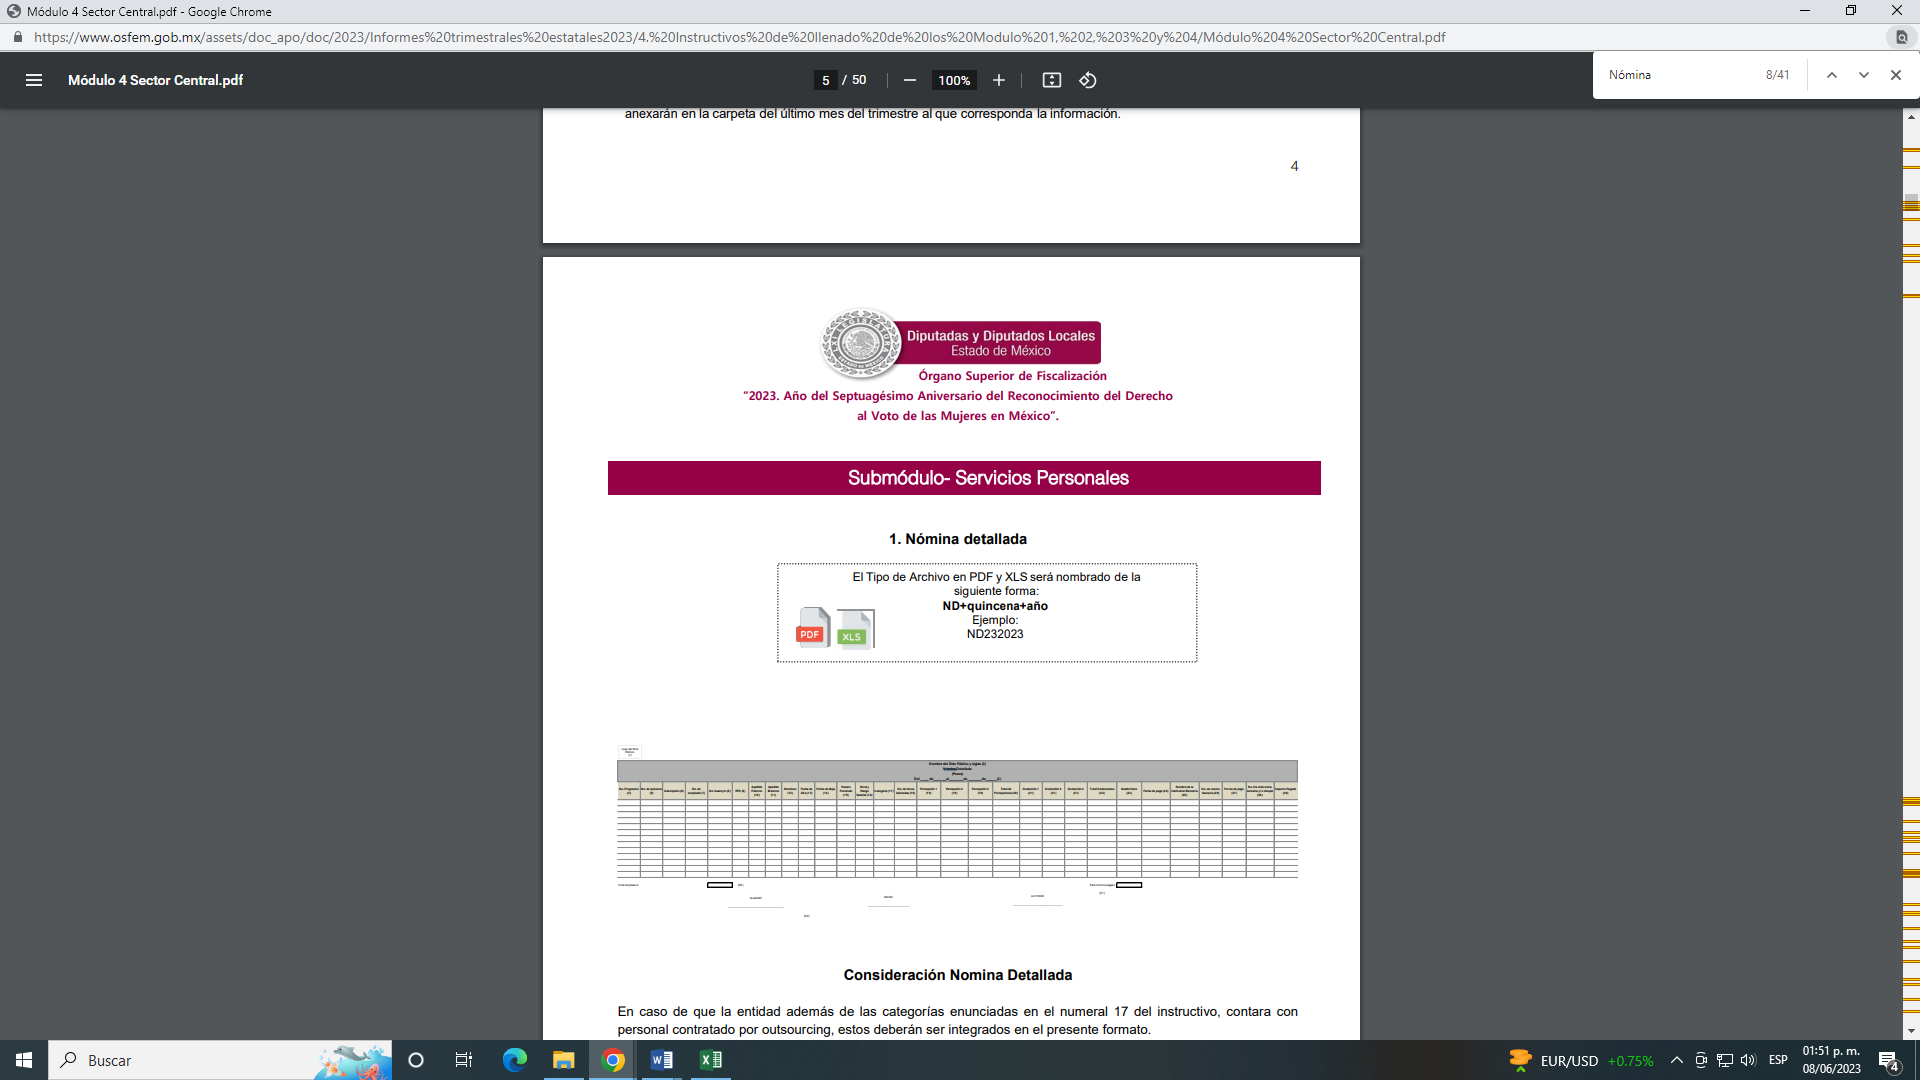 Módulo 4 Sector Central.pdf - Google Chrome
https://www.osfem.gob.mx/assets/doc_apo/doc/2023/Informes%20trimestrales%20estatales2023/4.%20Instructivos%20de%20llenado%20de%20los%20Modulo%201,%202,%203%20y%204/Módulo%204%20Sector%20Central.pdf
Módulo 4 Sector Central.pdf
5 / 50
100%
Nómina
8/41
anexarán en la carpeta del último mes del trimestre al que corresponda la información.
4
Diputadas y Diputados Locales
Estado de México
Órgano Superior de Fiscalización
"2023. Año del Septuagésimo Aniversario del Reconocimiento del Derecho
al Voto de las Mujeres en México".
Submódulo- Servicios Personales
1. Nómina detallada
El Tipo de Archivo en PDF y XLS será nombrado de la
siguiente forma:
ND+quincena+año
Ejemplo:
ND232023
PDF
XLS
Consideración Nomina Detallada
En caso de que la entidad además de las categorías enunciadas en el numeral 17 del instructivo, contara con
personal contratado por outsourcing, estos deberán ser integrados en el presente formato.
Buscar
EUR/USD +0.75%
ESP
01:51 p. m.
08/06/2023
4